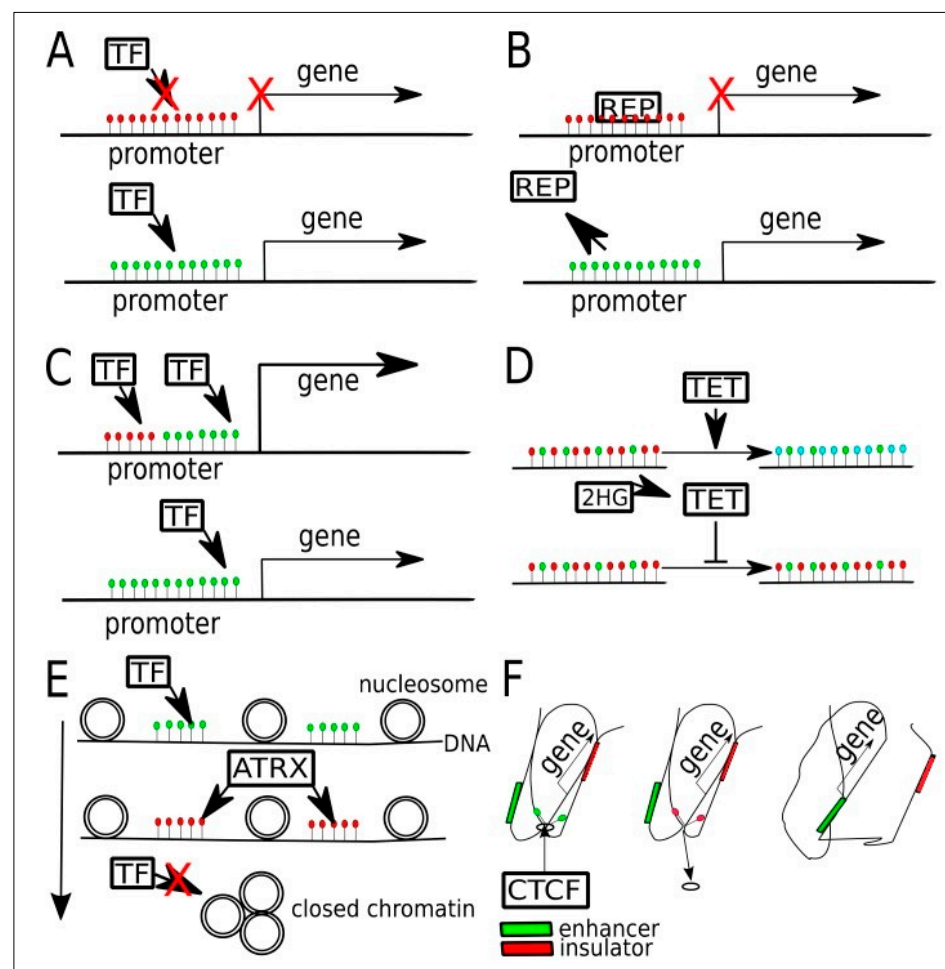 A
TF
gene
promoter
TF
gene
promoter
B
gene
REP
promoter
REP
gene
promoter
C
TF
TF
gene
promoter
TF
gene
promoter
D
TET
2HG
TET
E
TF
nucleosome
DNA
ATRX
TF
closed chromatin
F
gene
gene
gene
CTCF
enhancer
insulator